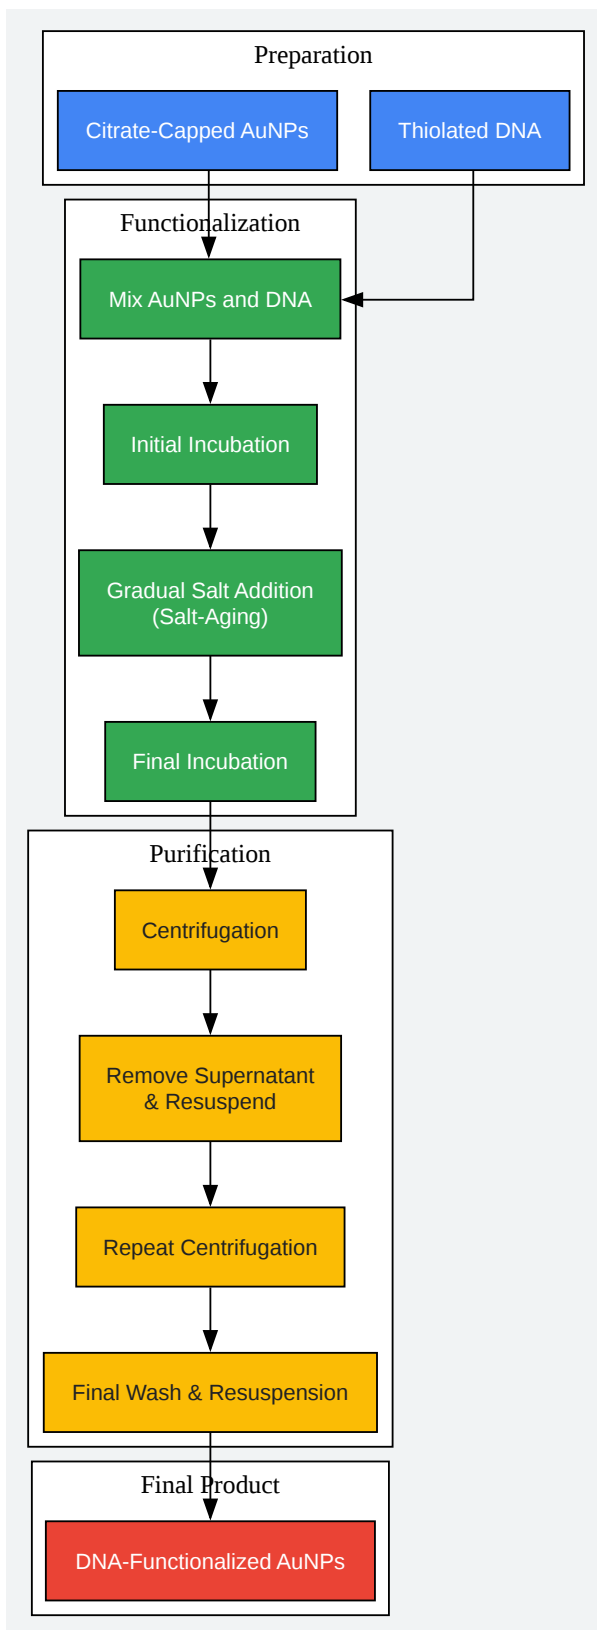 Preparation
Citrate-Capped AuNPs
Thiolated DNA
Functionalization
Mix AuNPs and DNA
Initial Incubation
Gradual Salt Addition
(Salt-Aging)
Final Incubation
Purification
Centrifugation
Remove Supernatant
& Resuspend
Repeat Centrifugation
Final Wash & Resuspension
Final Product
DNA-Functionalized AuNPs